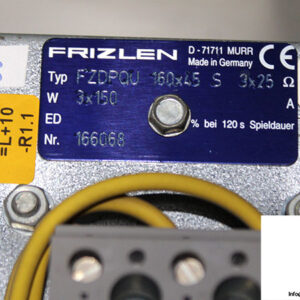 FRIZLEN
D - 71711 MURR
Made in Germany
CE
Typ FZDPQU 160x45 S 3x25 Ω
W 3x150 A
ED % bei 120 s Spieldauer
Nr. 166068
=L+10
-R1.1